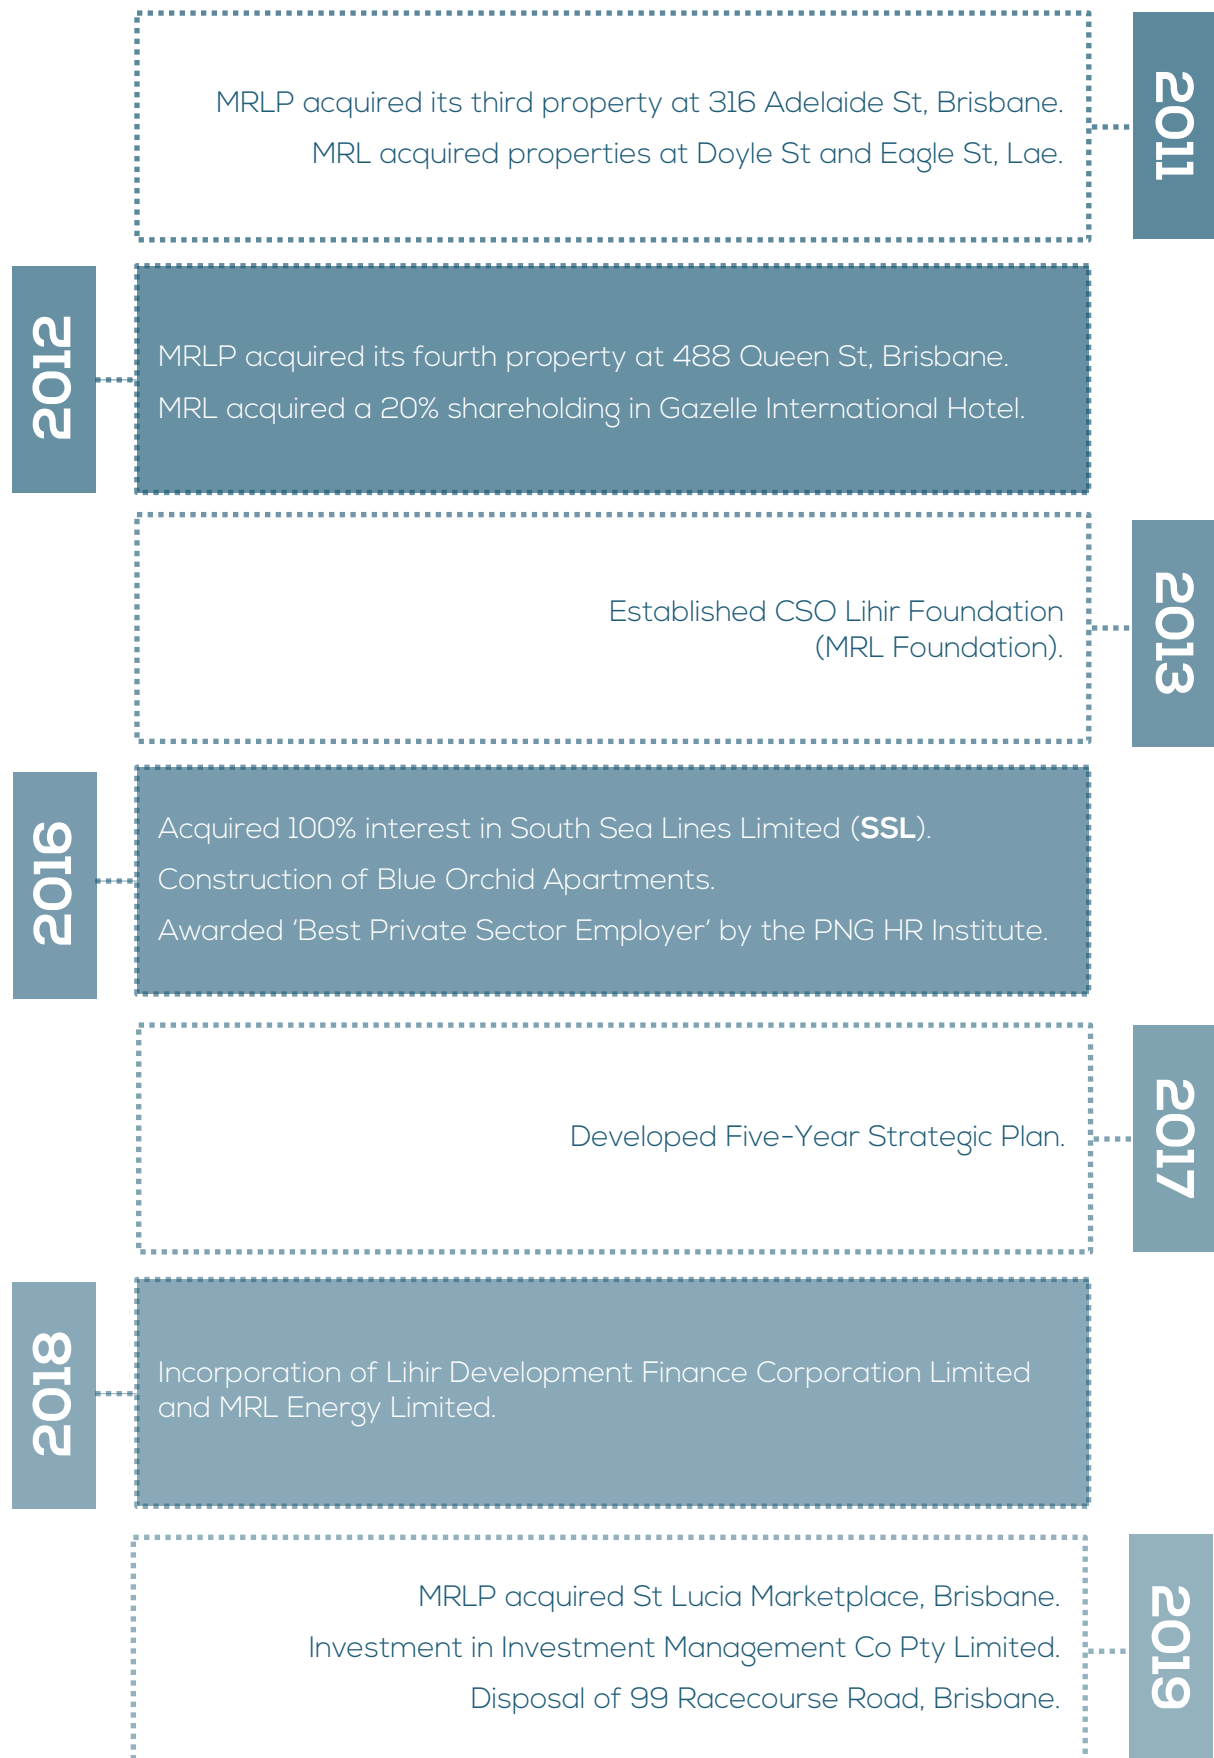 2011
MRLP acquired its third property at 316 Adelaide St, Brisbane.
MRL acquired properties at Doyle St and Eagle St, Lae.
2012
MRLP acquired its fourth property at 488 Queen St, Brisbane.
MRL acquired a 20% shareholding in Gazelle International Hotel.
2013
Established CSO Lihir Foundation
(MRL Foundation).
2016
Acquired 100% interest in South Sea Lines Limited (SSL).
Construction of Blue Orchid Apartments.
Awarded ‘Best Private Sector Employer’ by the PNG HR Institute.
2017
Developed Five-Year Strategic Plan.
2018
Incorporation of Lihir Development Finance Corporation Limited
and MRL Energy Limited.
2019
MRLP acquired St Lucia Marketplace, Brisbane.
Investment in Investment Management Co Pty Limited.
Disposal of 99 Racecourse Road, Brisbane.